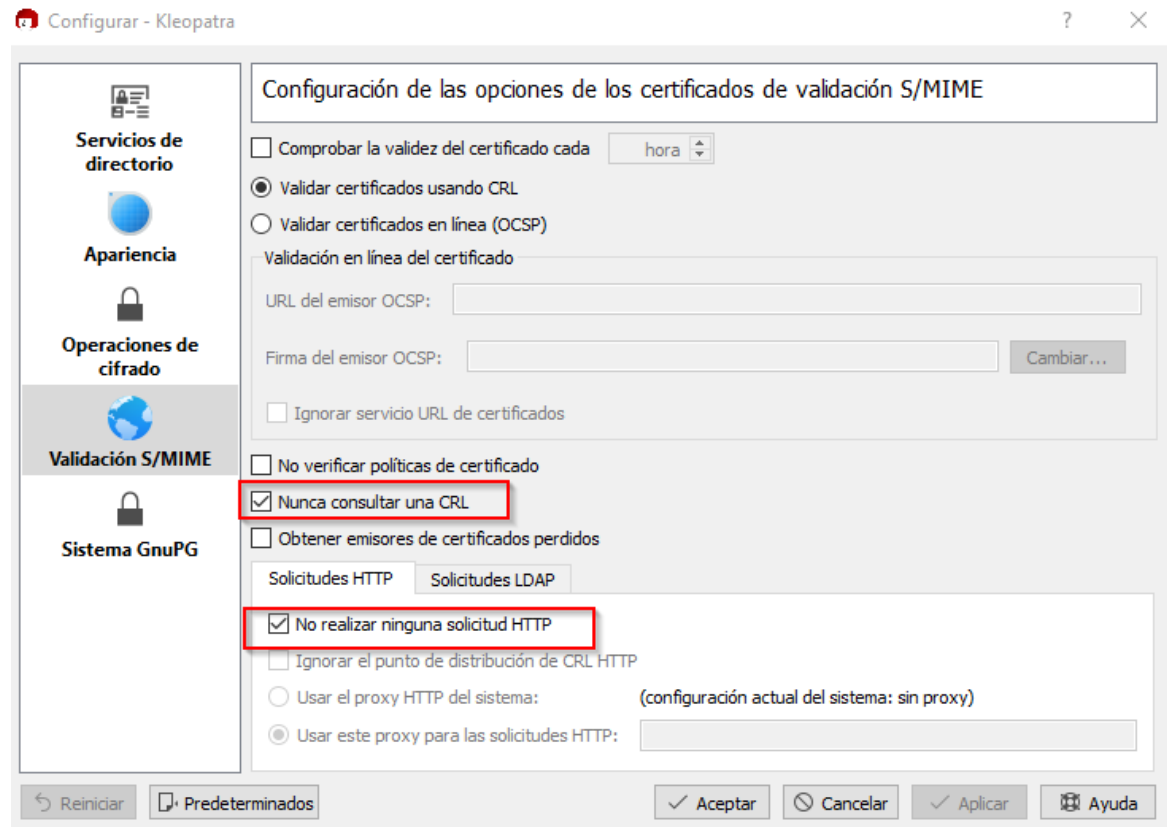 Configurar - Kleopatra
?
Servicios de
directorio
Apariencia
Operaciones de
cifrado
Validación S/MIME
Sistema GnuPG
Configuración de las opciones de los certificados de validación S/MIME
Comprobar la validez del certificado cada hora
Validar certificados usando CRL
Validar certificados en línea (OCSP)
Validación en línea del certificado
URL del emisor OCSP:
Firma del emisor OCSP: Cambiar...
Ignorar servicio URL de certificados
No verificar políticas de certificado
Nunca consultar una CRL
Obtener emisores de certificados perdidos
Solicitudes HTTP Solicitudes LDAP
No realizar ninguna solicitud HTTP
Ignorar el punto de distribución de CRL HTTP
Usar el proxy HTTP del sistema: (configuración actual del sistema: sin proxy)
Usar este proxy para las solicitudes HTTP:
Reiniciar Predeterminados Aceptar Cancelar Aplicar Ayuda